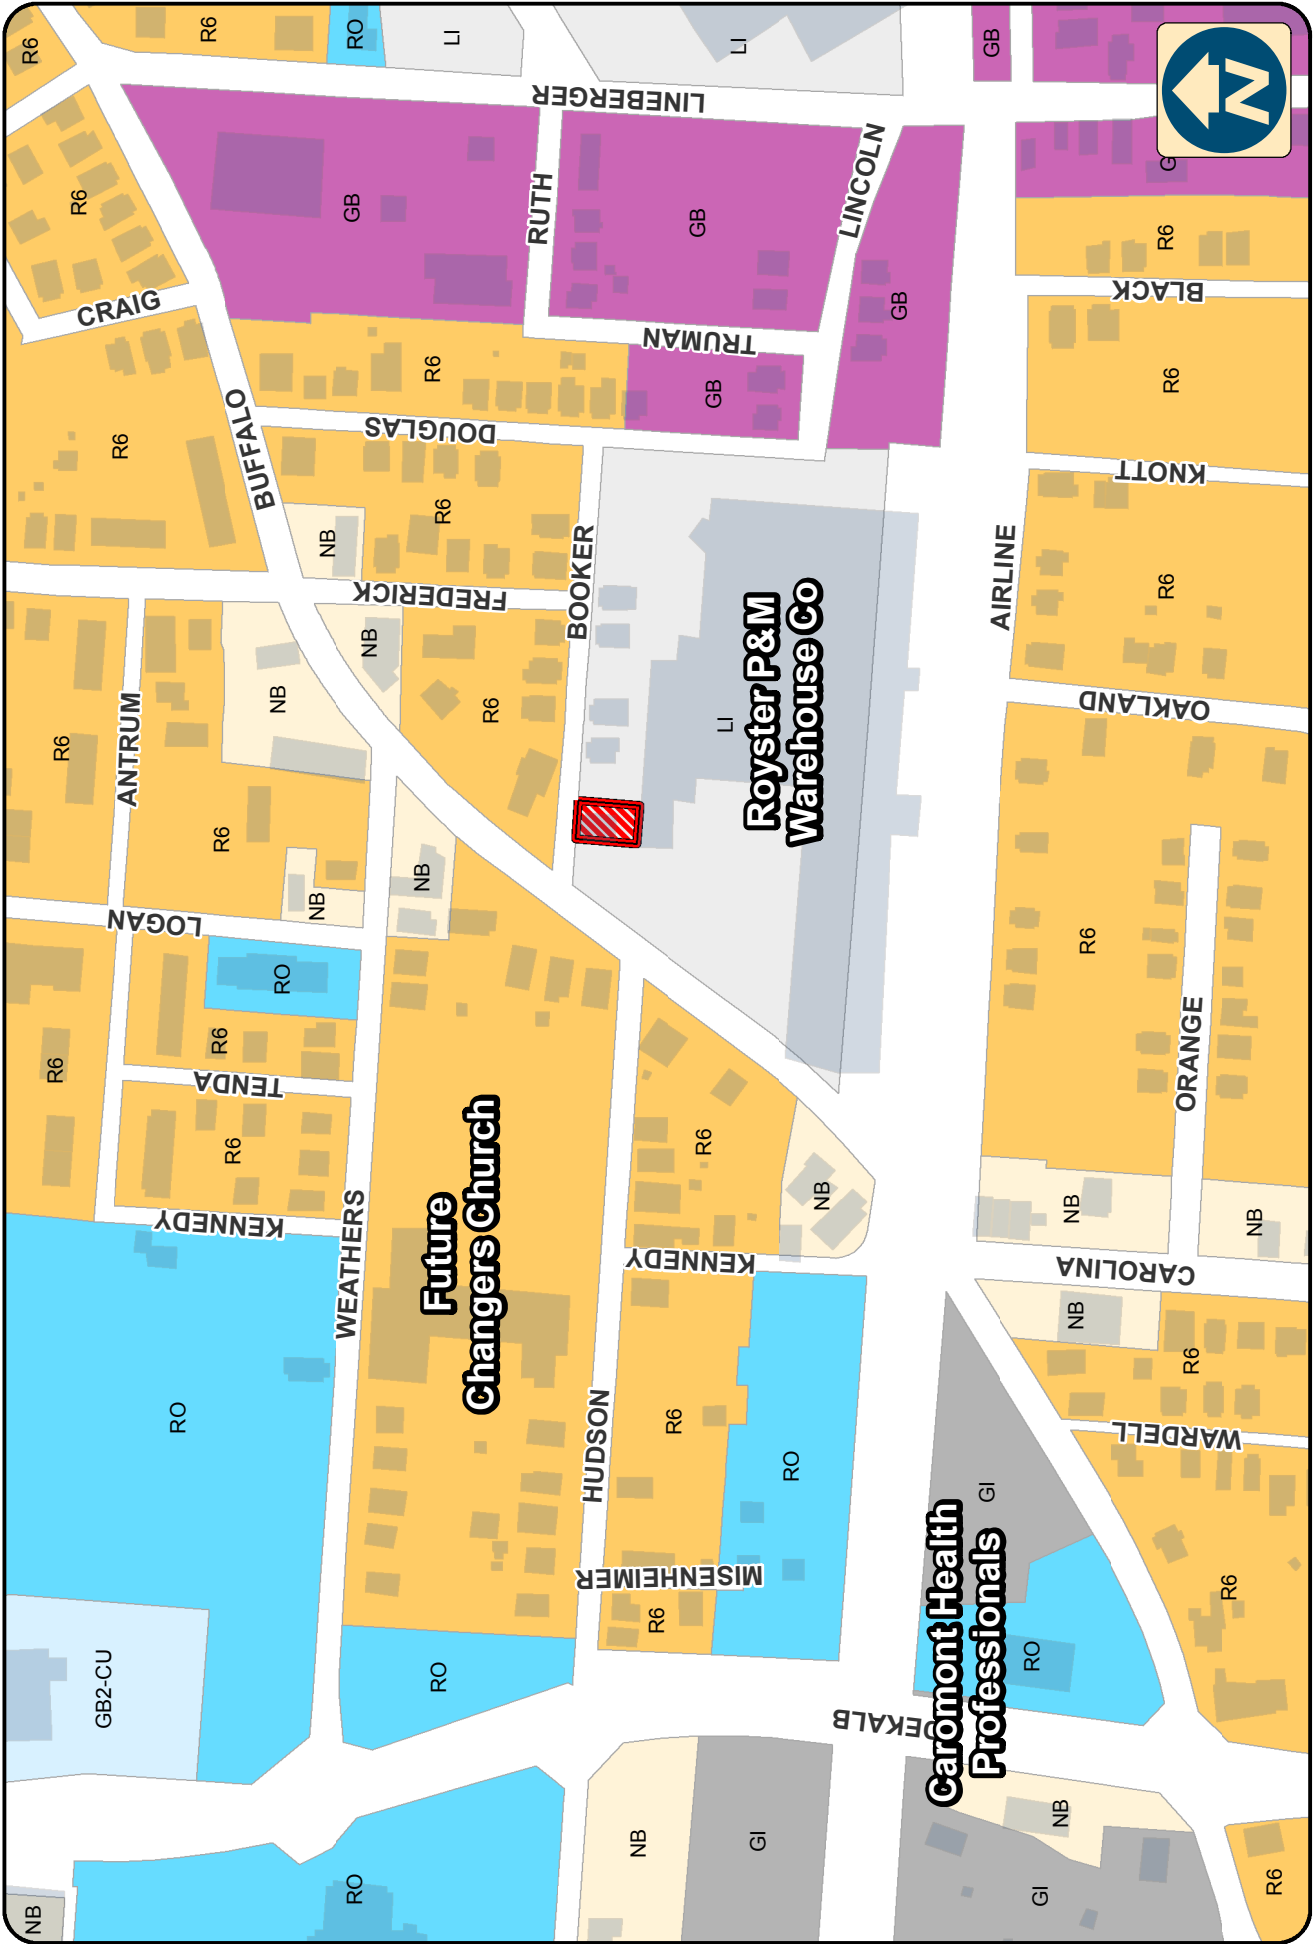 NB
R6
R6
R6
R6
GB2-CU
R6
CRAIG
ANTRUM
LOGAN
RO
R6
KENNEDY
R6
R6
R6
TENDA
BUFFALO
NB
RO
NB
NB
WEATHERS
RO
GB
RO
NB
NB
FREDERICK
DOUGLAS
R6
RO
R6
LI
Future
Changers Church
R6
RUTH
BOOKER
HUDSON
LINEBERGER
NB
R6
MISENHEIMER
R6
KENNEDY
R6
GB
TRUMAN
GB
LI
LI
GI
Royster P&M
Warehouse Co
RO
NB
LINCOLN
GB
DEKALB
Caromont Health
Professionals
GI
GB
AIRLINE
RO
GI
NB
NB
NB
R6
CAROLINA
OAKLAND
KNOTT
BLACK
R6
R6
R6
WARDELL
ORANGE
R6
R6
NB
R6
N